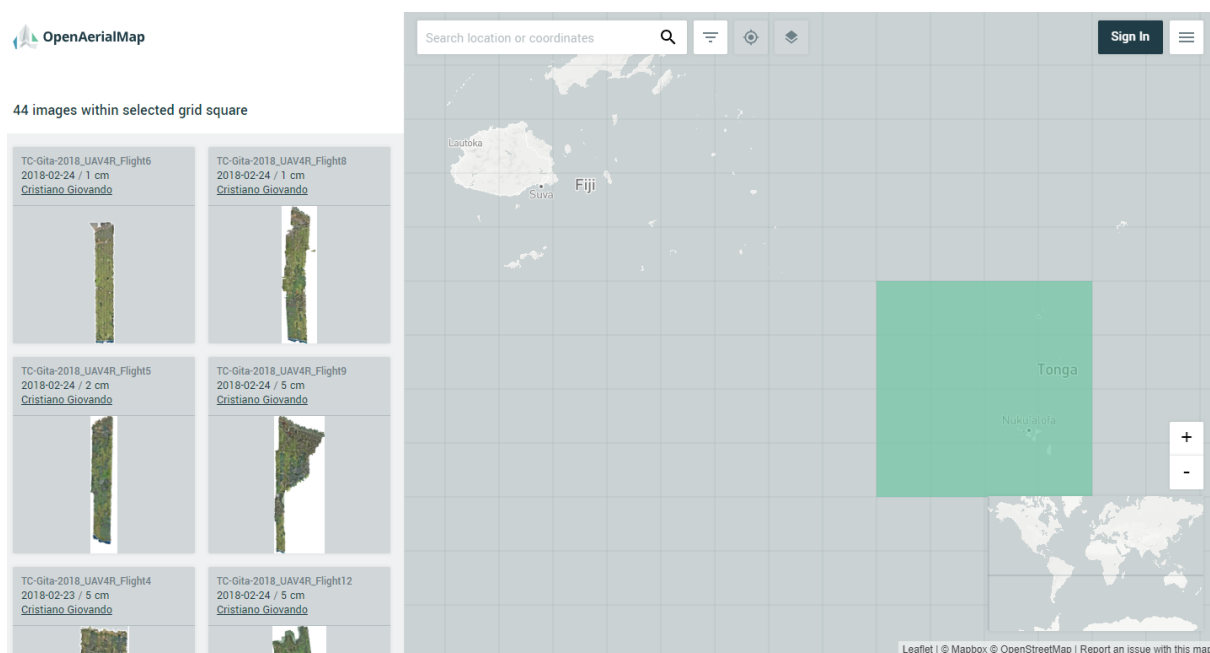 OpenAerialMap
44 images within selected grid square
TC-Gita-2018_UAV4R_Flight6
2018-02-24 / 1 cm
Cristiano Giovando
TC-Gita-2018_UAV4R_Flight8
2018-02-24 / 1 cm
Cristiano Giovando
TC-Gita-2018_UAV4R_Flight5
2018-02-24 / 2 cm
Cristiano Giovando
TC-Gita-2018_UAV4R_Flight9
2018-02-24 / 5 cm
Cristiano Giovando
TC-Gita-2018_UAV4R_Flight4
2018-02-23 / 5 cm
Cristiano Giovando
TC-Gita-2018_UAV4R_Flight12
2018-02-24 / 5 cm
Cristiano Giovando
Search location or coordinates
Sign In
Lautoka
Suva
Fiji
Tonga
Nuku'alofa
+
-
Leaflet | © Mapbox © OpenStreetMap | Report an issue with this map